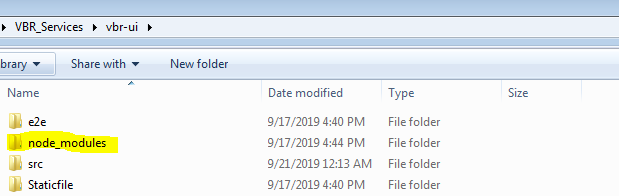 VBR_Services vbr-ui
ibrary Share with New folder
Name Date modified Type Size
e2e 9/17/2019 4:40 PM File folder
node_modules 9/17/2019 4:44 PM File folder
src 9/21/2019 12:13 AM File folder
Staticfile 9/17/2019 4:40 PM File folder